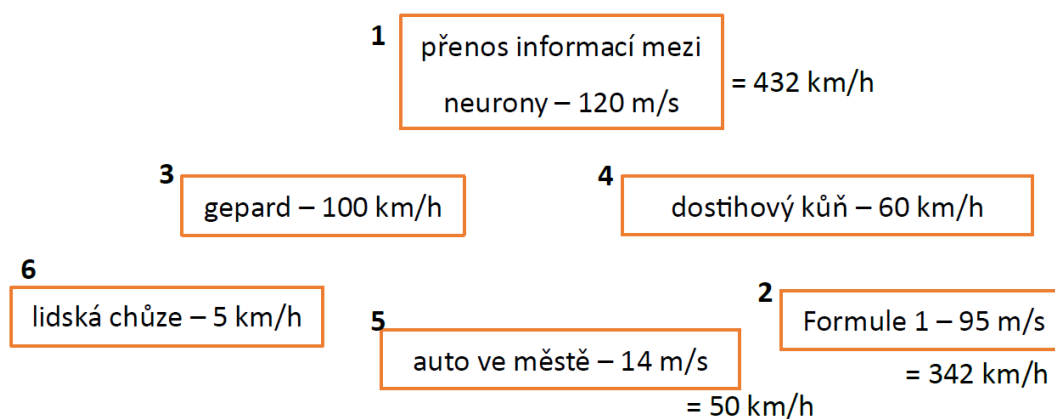 1
přenos informací mezi
neurony – 120 m/s
= 432 km/h
3
gepard – 100 km/h
4
dostihový kůň – 60 km/h
6
lidská chůze – 5 km/h
5
auto ve městě – 14 m/s
= 50 km/h
2
Formule 1 – 95 m/s
= 342 km/h